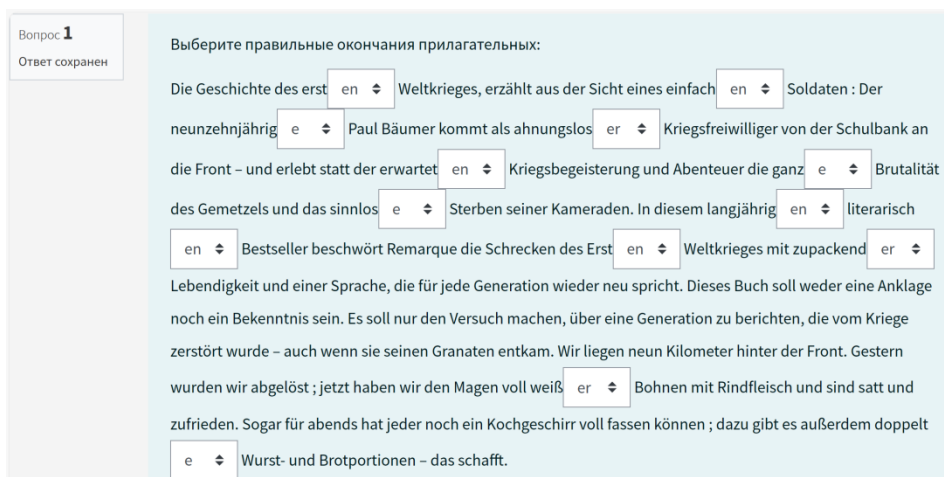 Вопрос 1
Ответ сохранен
Выберите правильные окончания прилагательных:
Die Geschichte des erst en Weltkrieges, erzählt aus der Sicht eines einfach en Soldaten : Der
neunzehnjährig e Paul Bäumer kommt als ahnungslos er Kriegsfreiwilliger von der Schulbank an
die Front – und erlebt statt der erwartet en Kriegsbegeisterung und Abenteuer die ganz e Brutalität
des Gemetzels und das sinnlos e Sterben seiner Kameraden. In diesem langjährig en literarisch
en Bestseller beschwört Remarque die Schrecken des Erst en Weltkrieges mit zupackend er
Lebendigkeit und einer Sprache, die für jede Generation wieder neu spricht. Dieses Buch soll weder eine Anklage
noch ein Bekenntnis sein. Es soll nur den Versuch machen, über eine Generation zu berichten, die vom Kriege
zerstört wurde – auch wenn sie seinen Granaten entkam. Wir liegen neun Kilometer hinter der Front. Gestern
wurden wir abgelöst ; jetzt haben wir den Magen voll weiß er Bohnen mit Rindfleisch und sind satt und
zufrieden. Sogar für abends hat jeder noch ein Kochgeschirr voll fassen können ; dazu gibt es außerdem doppelt
e Wurst- und Brotportionen – das schafft.